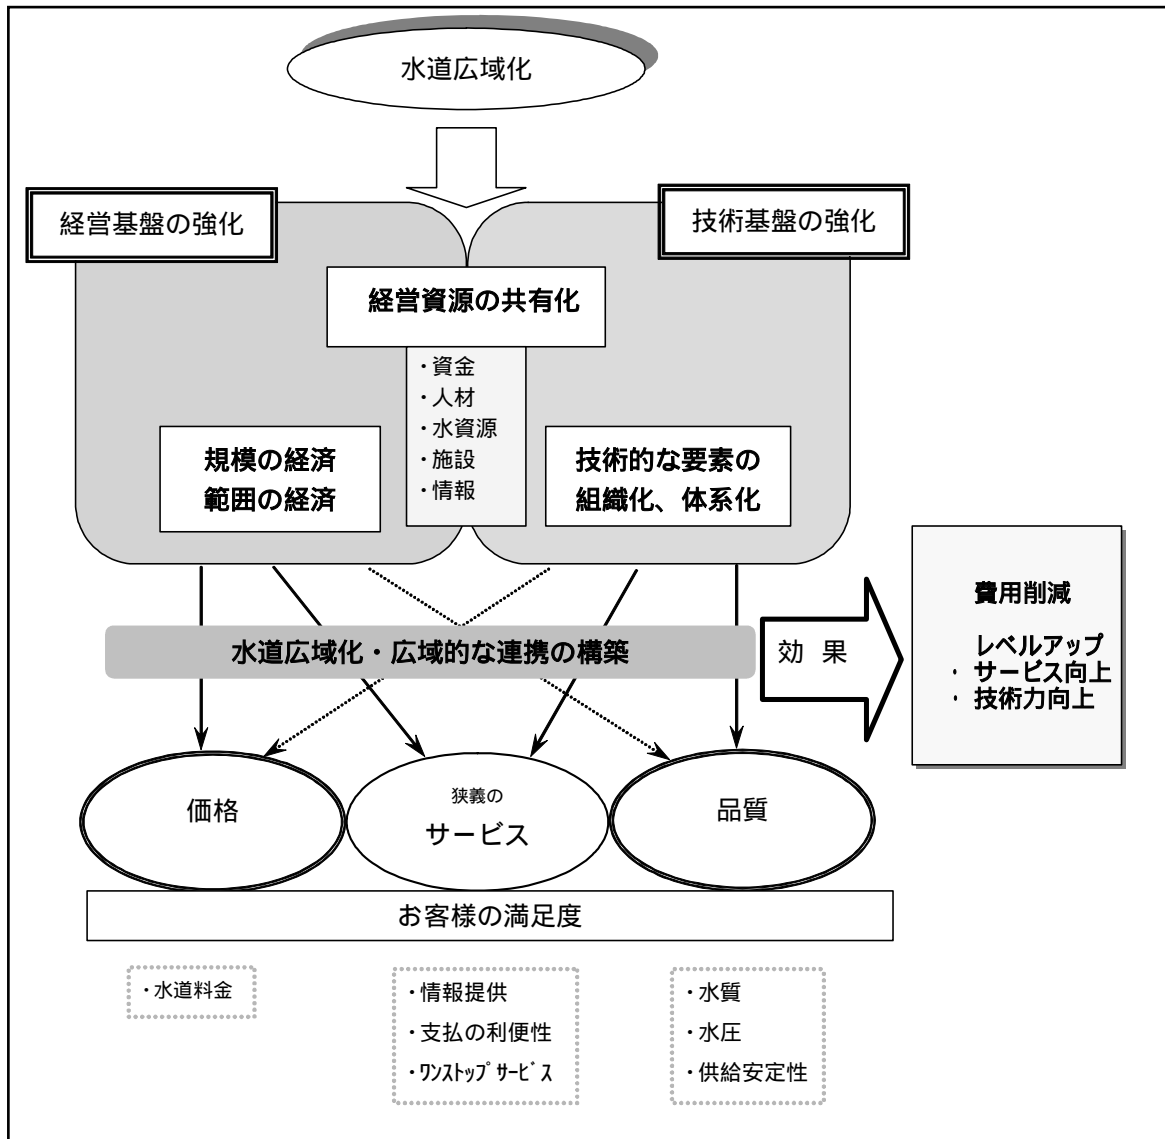 水道広域化
経営基盤の強化
技術基盤の強化
経営資源の共有化
・資金
・人材
・水資源
・施設
・情報
規模の経済
範囲の経済
技術的な要素の
組織化、体系化
水道広域化・広域的な連携の構築
効 果
費用削減
レベルアップ
・ サービス向上
・ 技術力向上
価格
狭義の
サービス
品質
お客様の満足度
・水道料金
・情報提供
・支払の利便性
・ﾜﾝｽﾄｯﾌﾟｻｰﾋﾞｽ
・水質
・水圧
・供給安定性